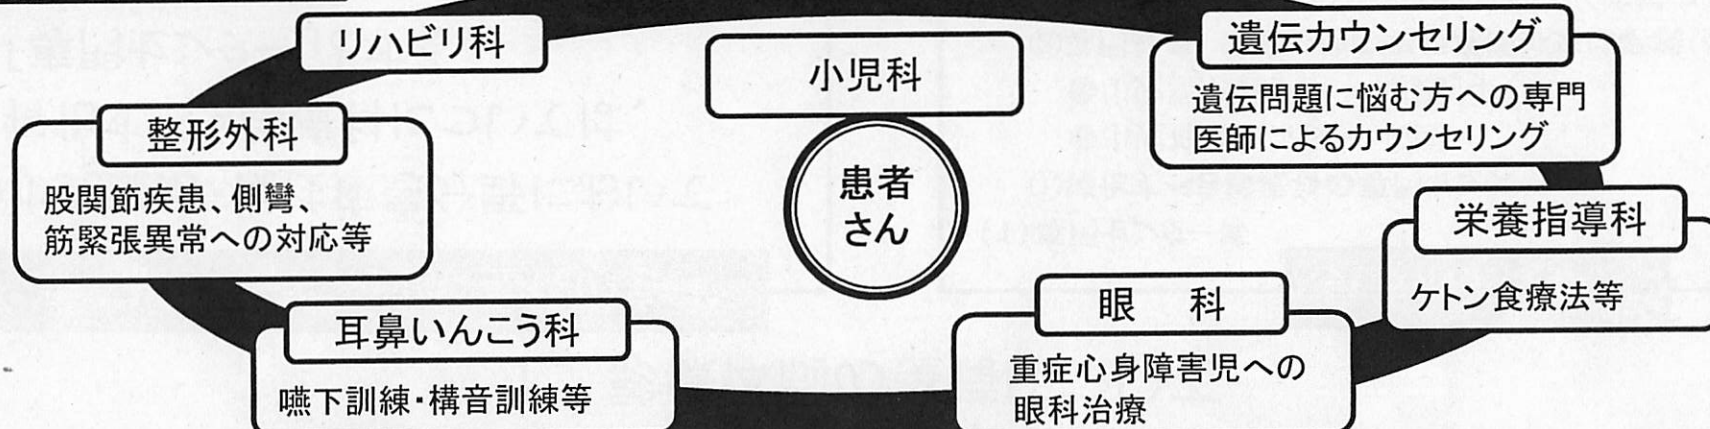 リハビリ科
小児科
遺伝カウンセリング
遺伝問題に悩む方への専門
医師によるカウンセリング
整形外科
股関節疾患、側彎、
筋緊張異常への対応等
患者
さん
栄養指導科
ケトン食療法等
耳鼻いんこう科
嚥下訓練・構音訓練等
眼　科
重症心身障害児への
眼科治療